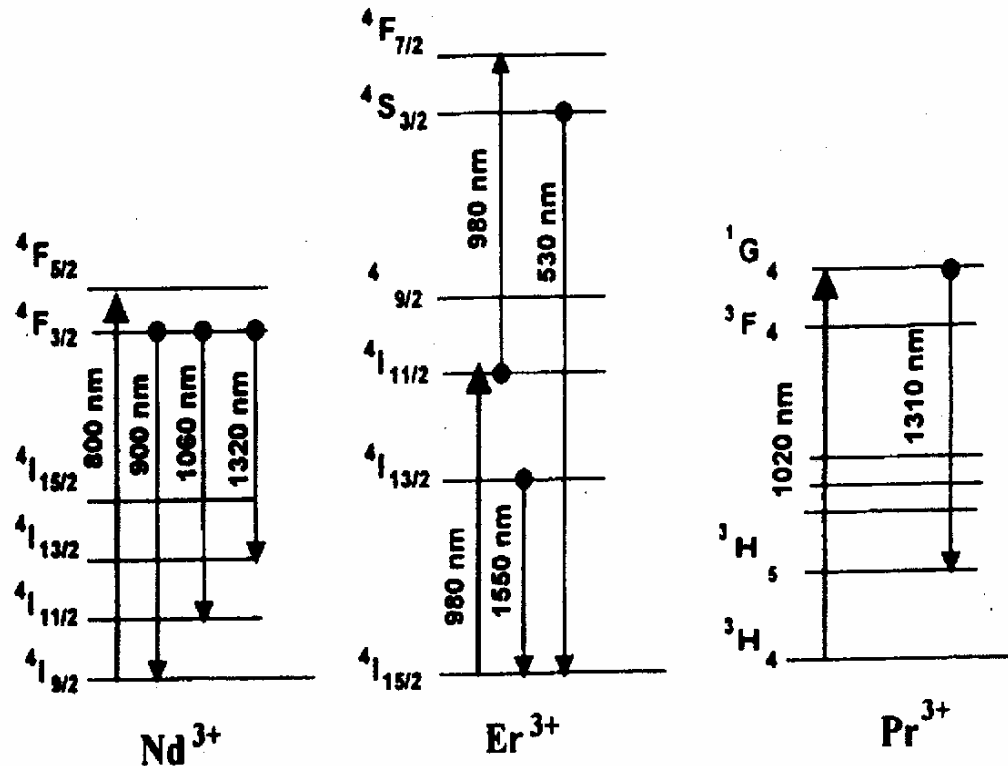 ⁴F₅/₂
⁴F₃/₂
⁴I₁₅/₂
⁴I₁₃/₂
⁴I₁₁/₂
⁴I₉/₂
800 nm
900 nm
1060 nm
1320 nm
Nd³⁺
⁴F₇/₂
⁴S₃/₂
⁴ ₉/₂
⁴I₁₁/₂
⁴I₁₃/₂
⁴I₁₅/₂
980 nm
980 nm
1550 nm
530 nm
Er³⁺
¹G₄
³F₄
³H₅
³H₄
1020 nm
1310 nm
Pr³⁺